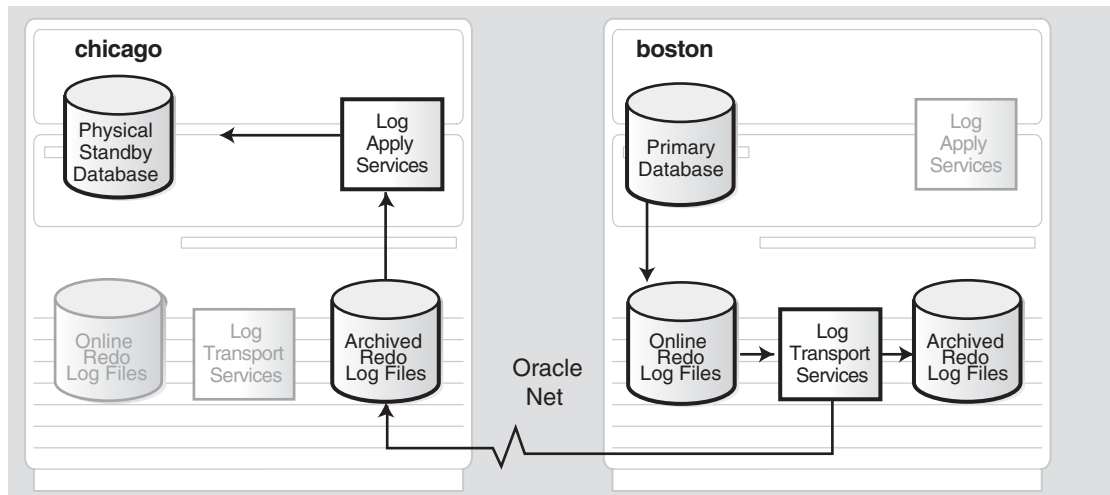 chicago
Physical
Standby
Database
Log
Apply
Services
Online
Redo
Log Files
Log
Transport
Services
Archived
Redo
Log Files
Oracle
Net
boston
Primary
Database
Log
Apply
Services
Online
Redo
Log Files
Log
Transport
Services
Archived
Redo
Log Files